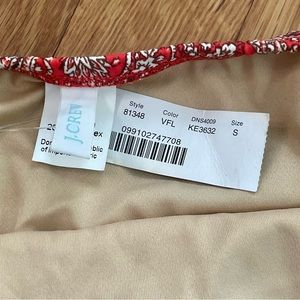 Style Color DNS4009 Size
81348 VFL KE3632 S
099102747708
J.CREW